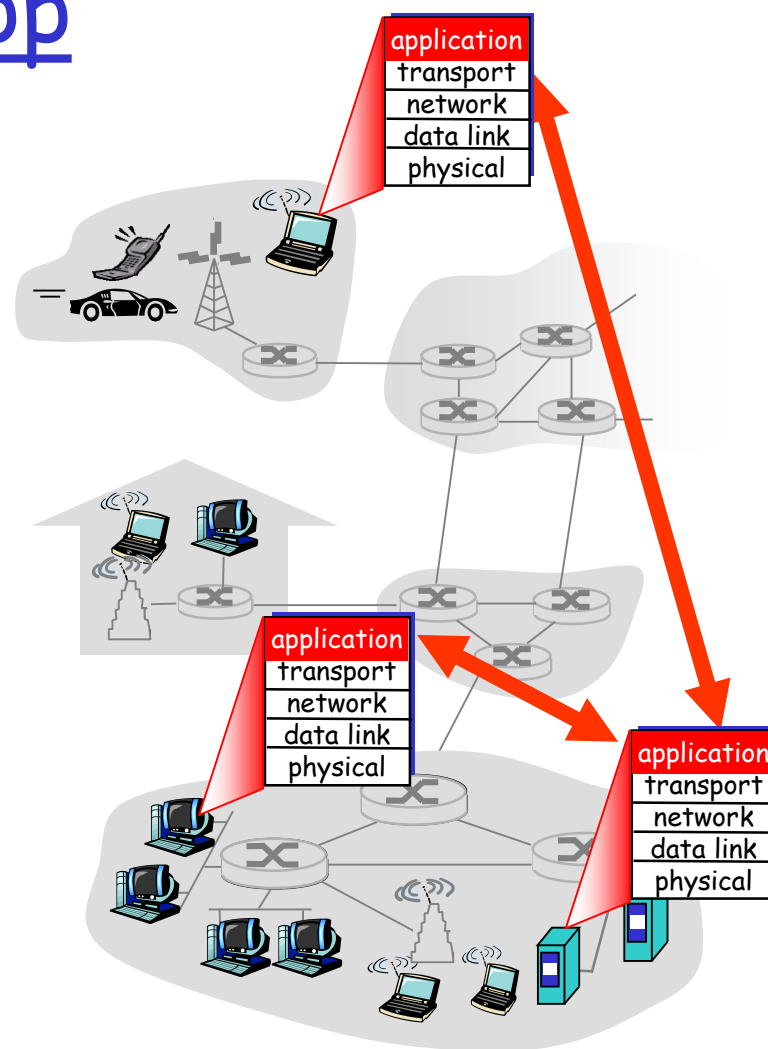 application
transport
network
data link
physical
application
transport
network
data link
physical
application
transport
network
data link
physical